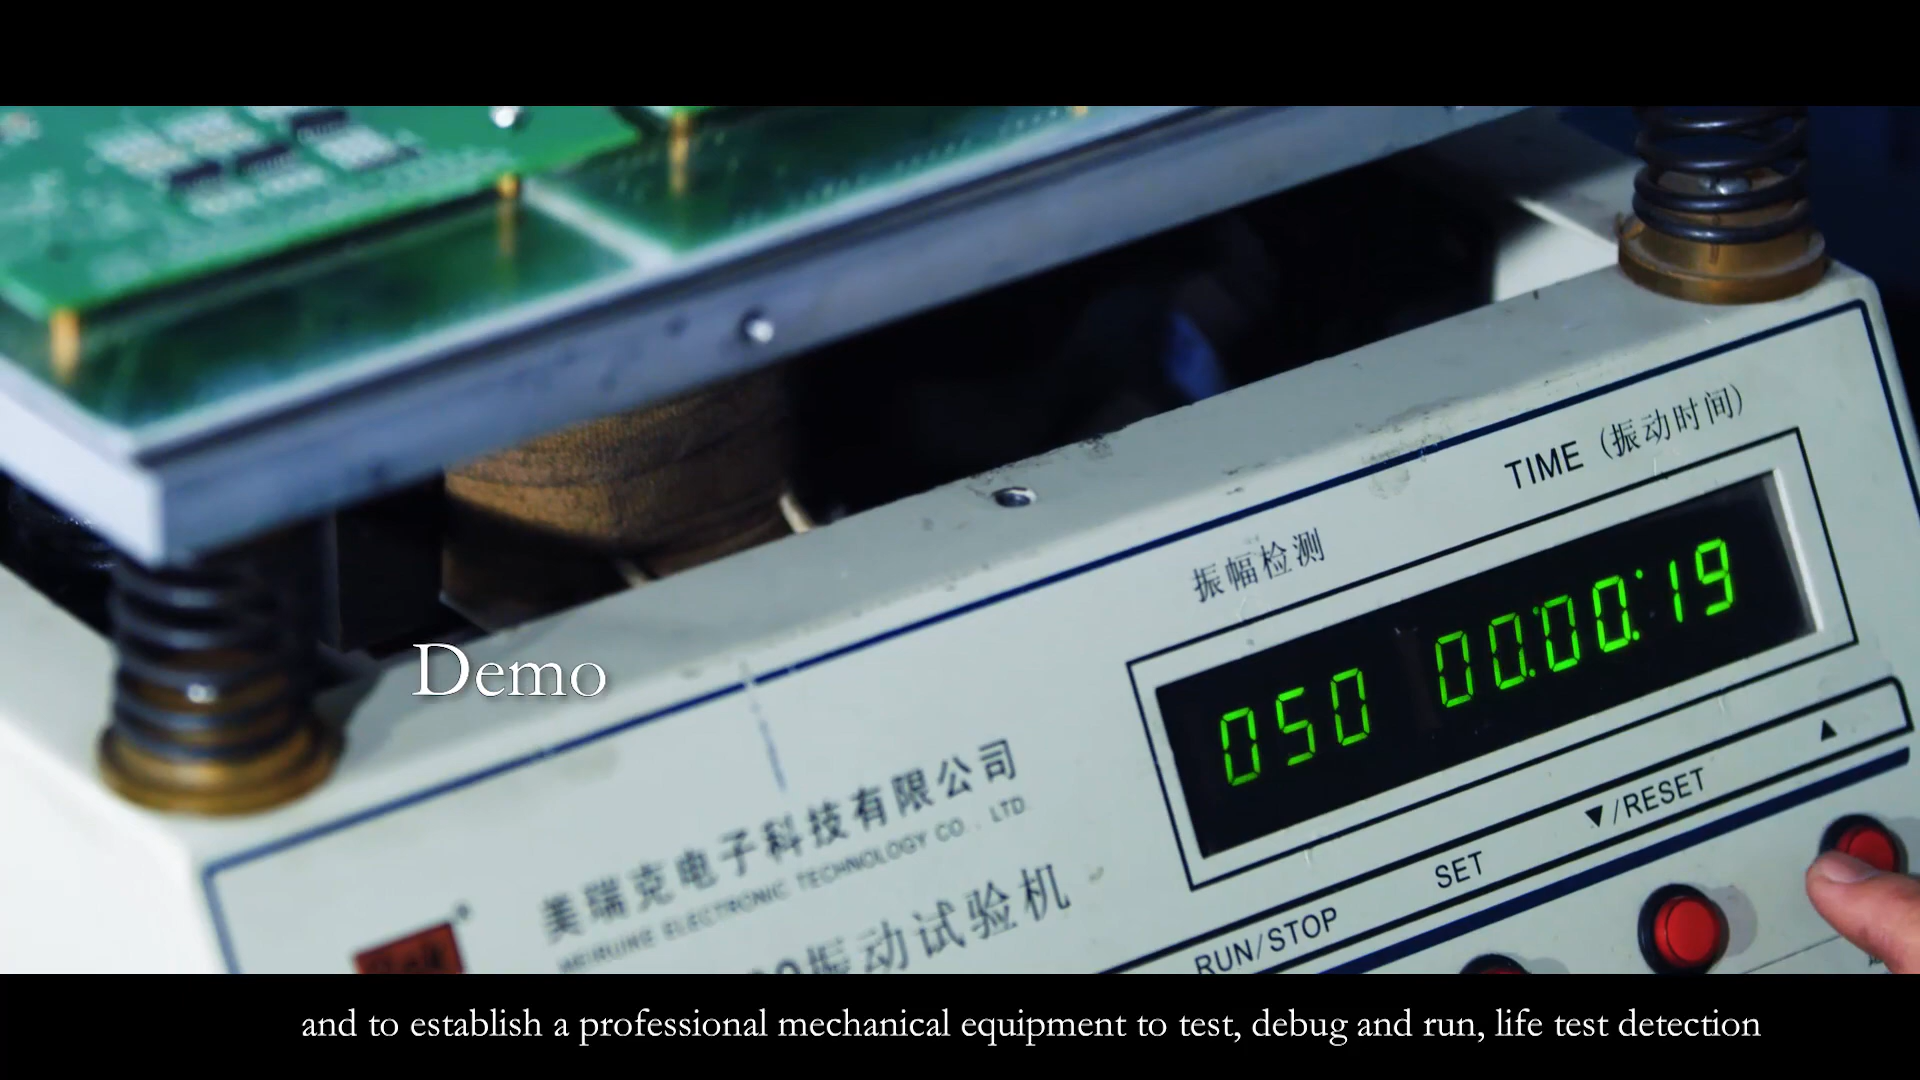 TIME (振动时间)
振幅检测
050 00:00:19
Demo
▲
▼/RESET
美瑞克电子科技有限公司
MEIRUIKE ELECTRONIC TECHNOLOGY CO., LTD
SET
振动试验机
RUN/STOP
and to establish a professional mechanical equipment to test, debug and run, life test detection